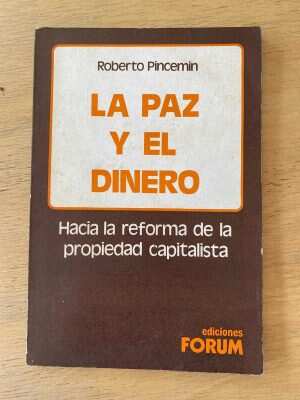 Roberto Pincemin
LA PAZ
Y EL
DINERO
Hacia la reforma de la
propiedad capitalista
ediciones
FORUM